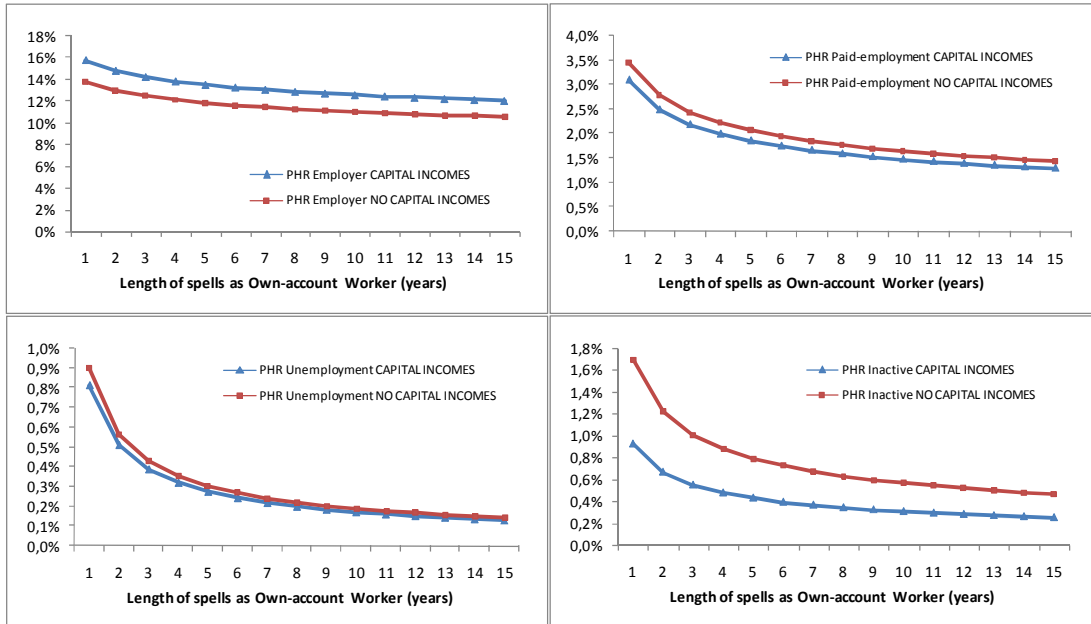 18%
16%
14%
12%
10%
8%
6%
4%
2%
0%
PHR Employer CAPITAL INCOMES
PHR Employer NO CAPITAL INCOMES
1 2 3 4 5 6 7 8 9 10 11 12 13 14 15
Length of spells as Own-account Worker (years)
4,0%
3,5%
3,0%
2,5%
2,0%
1,5%
1,0%
0,5%
0,0%
PHR Paid-employment CAPITAL INCOMES
PHR Paid-employment NO CAPITAL INCOMES
1 2 3 4 5 6 7 8 9 10 11 12 13 14 15
Length of spells as Own-account Worker (years)
1,0%
0,9%
0,8%
0,7%
0,6%
0,5%
0,4%
0,3%
0,2%
0,1%
0,0%
PHR Unemployment CAPITAL INCOMES
PHR Unemployment NO CAPITAL INCOMES
1 2 3 4 5 6 7 8 9 10 11 12 13 14 15
Length of spells as Own-account Worker (years)
1,8%
1,6%
1,4%
1,2%
1,0%
0,8%
0,6%
0,4%
0,2%
0,0%
PHR Inactive CAPITAL INCOMES
PHR Inactive NO CAPITAL INCOMES
1 2 3 4 5 6 7 8 9 10 11 12 13 14 15
Length of spells as Own-account Worker (years)